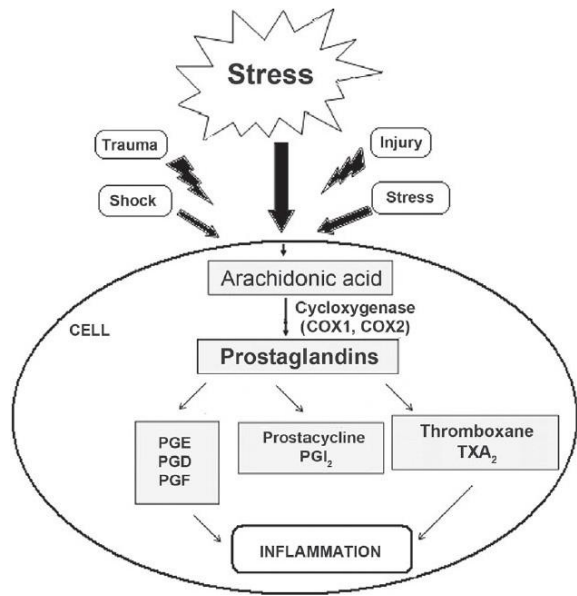 Stress
Trauma
Injury
Shock
Stress
Arachidonic acid
Cycloxygenase
(COX1, COX2)
CELL
Prostaglandins
PGE
PGD
PGF
Prostacycline
PGI₂
Thromboxane
TXA₂
INFLAMMATION